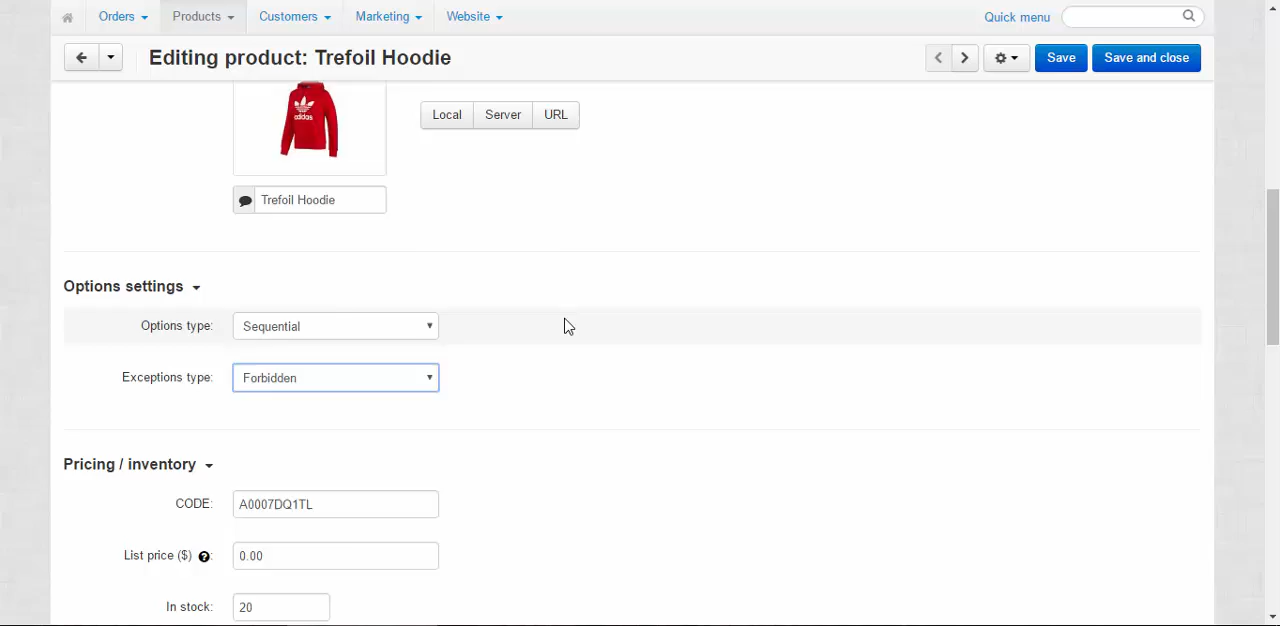 Orders Products Customers Marketing Website Quick menu
Editing product: Trefoil Hoodie Save Save and close
adidas
Local Server URL
Trefoil Hoodie
Options settings
Options type: Sequential
Exceptions type: Forbidden
Pricing / inventory
CODE: A0007DQ1TL
List price ($) ?: 0.00
In stock: 20